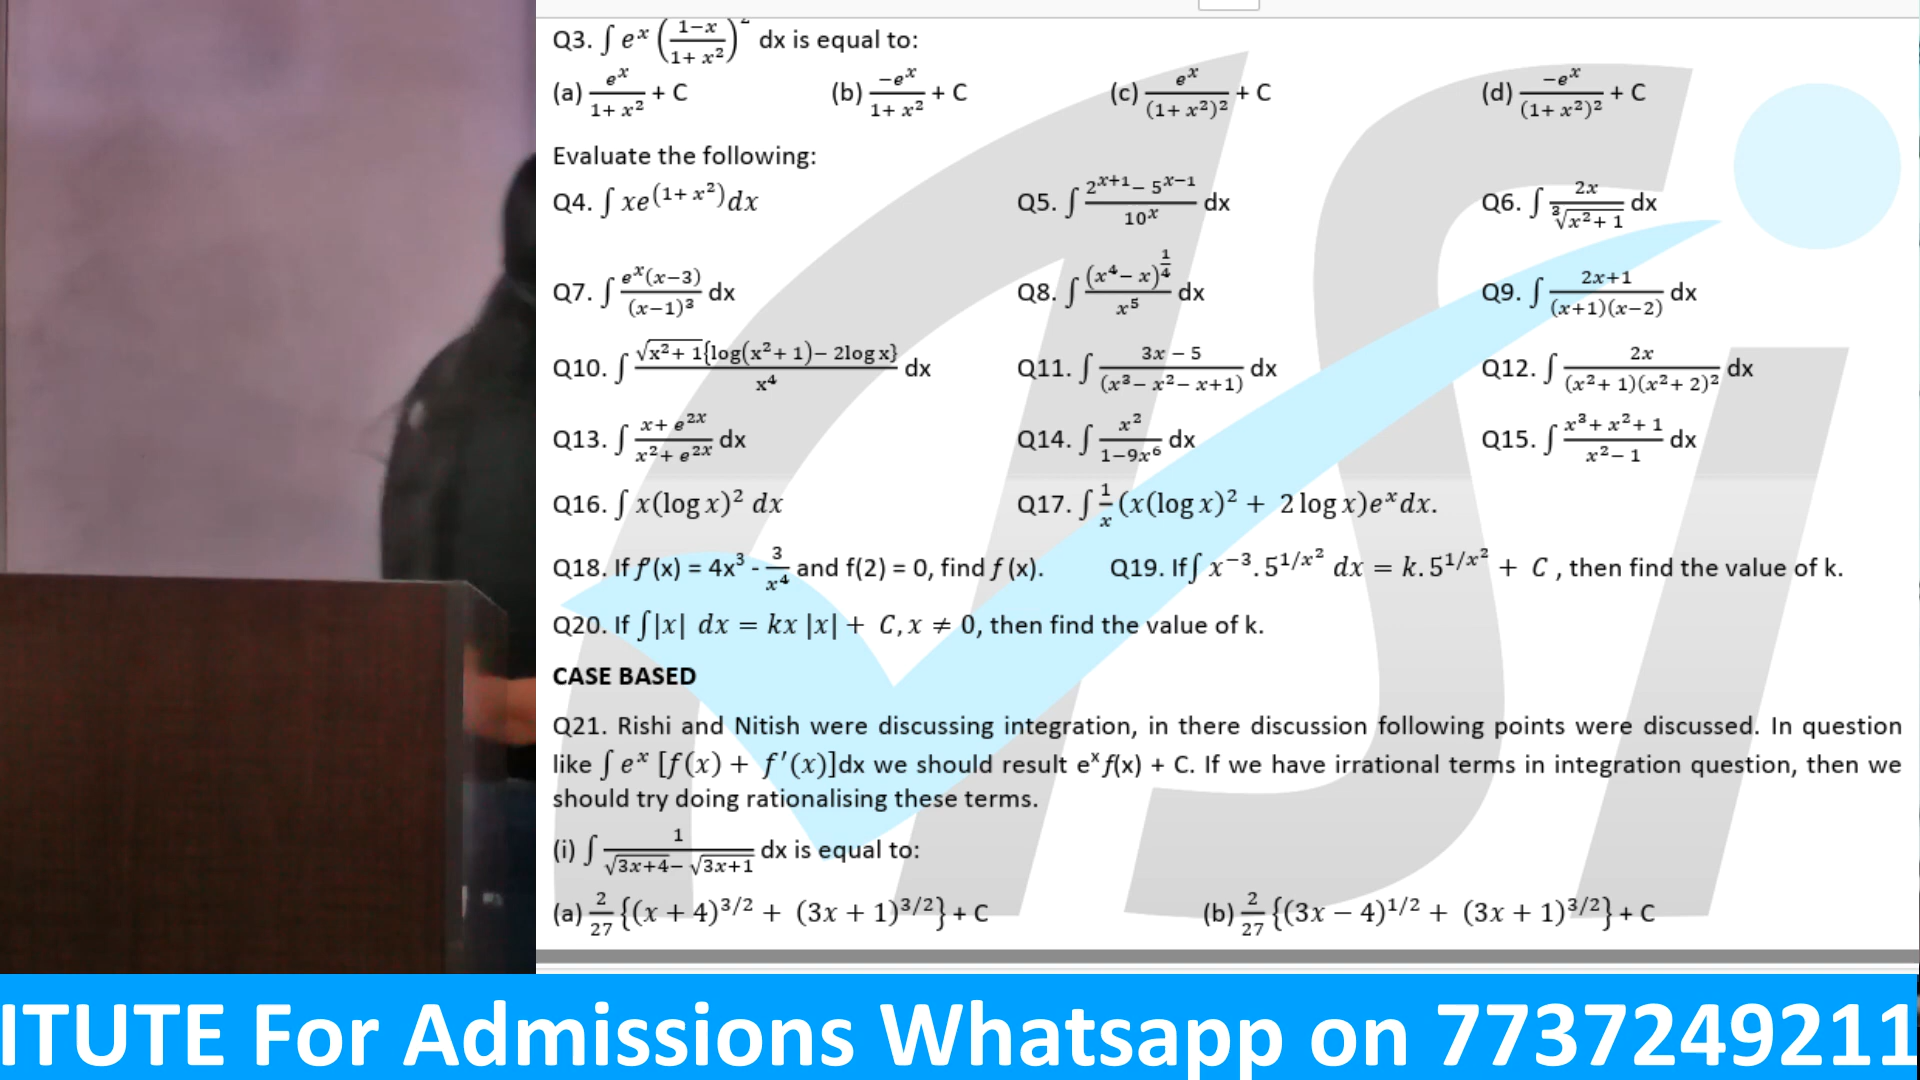 Q3. ∫ eˣ ((1−x)/(1+ x²))² dx is equal to:
(a) eˣ/(1+ x²) + C (b) −eˣ/(1+ x²) + C (c) eˣ/(1+ x²)² + C (d) −eˣ/(1+ x²)² + C
Evaluate the following:
Q4. ∫ xe^(1+ x²) dx Q5. ∫ (2^(x+1) − 5^(x−1))/10ˣ dx Q6. ∫ 2x/∛(x²+ 1) dx
Q7. ∫ eˣ(x−3)/(x−1)³ dx Q8. ∫ (x⁴− x)^(1/4)/x⁵ dx Q9. ∫ (2x+1)/((x+1)(x−2)) dx
Q10. ∫ √(x²+ 1){log(x²+ 1)− 2log x}/x⁴ dx Q11. ∫ (3x − 5)/(x³− x²− x+1) dx Q12. ∫ 2x/((x²+ 1)(x²+ 2)²) dx
Q13. ∫ (x+ e²ˣ)/(x²+ e²ˣ) dx Q14. ∫ x²/(1−9x⁶) dx Q15. ∫ (x³+ x²+ 1)/(x²− 1) dx
Q16. ∫ x(log x)² dx Q17. ∫ 1/x (x(log x)² + 2 log x)eˣdx.
Q18. If f'(x) = 4x³ - 3/x⁴ and f(2) = 0, find f (x). Q19. If ∫ x⁻³. 5^(1/x²) dx = k. 5^(1/x²) + C , then find the value of k.
Q20. If ∫|x| dx = kx |x| + C, x ≠ 0, then find the value of k.
CASE BASED
Q21. Rishi and Nitish were discussing integration, in there discussion following points were discussed. In question
like ∫ eˣ [f(x) + f′(x)]dx we should result eˣ f(x) + C. If we have irrational terms in integration question, then we
should try doing rationalising these terms.
(i) ∫ 1/(√(3x+4) − √(3x+1)) dx is equal to:
(a) 2/27 {(x + 4)^(3/2) + (3x + 1)^(3/2)} + C (b) 2/27 {(3x − 4)^(1/2) + (3x + 1)^(3/2)} + C
ITUTE For Admissions Whatsapp on 7737249211